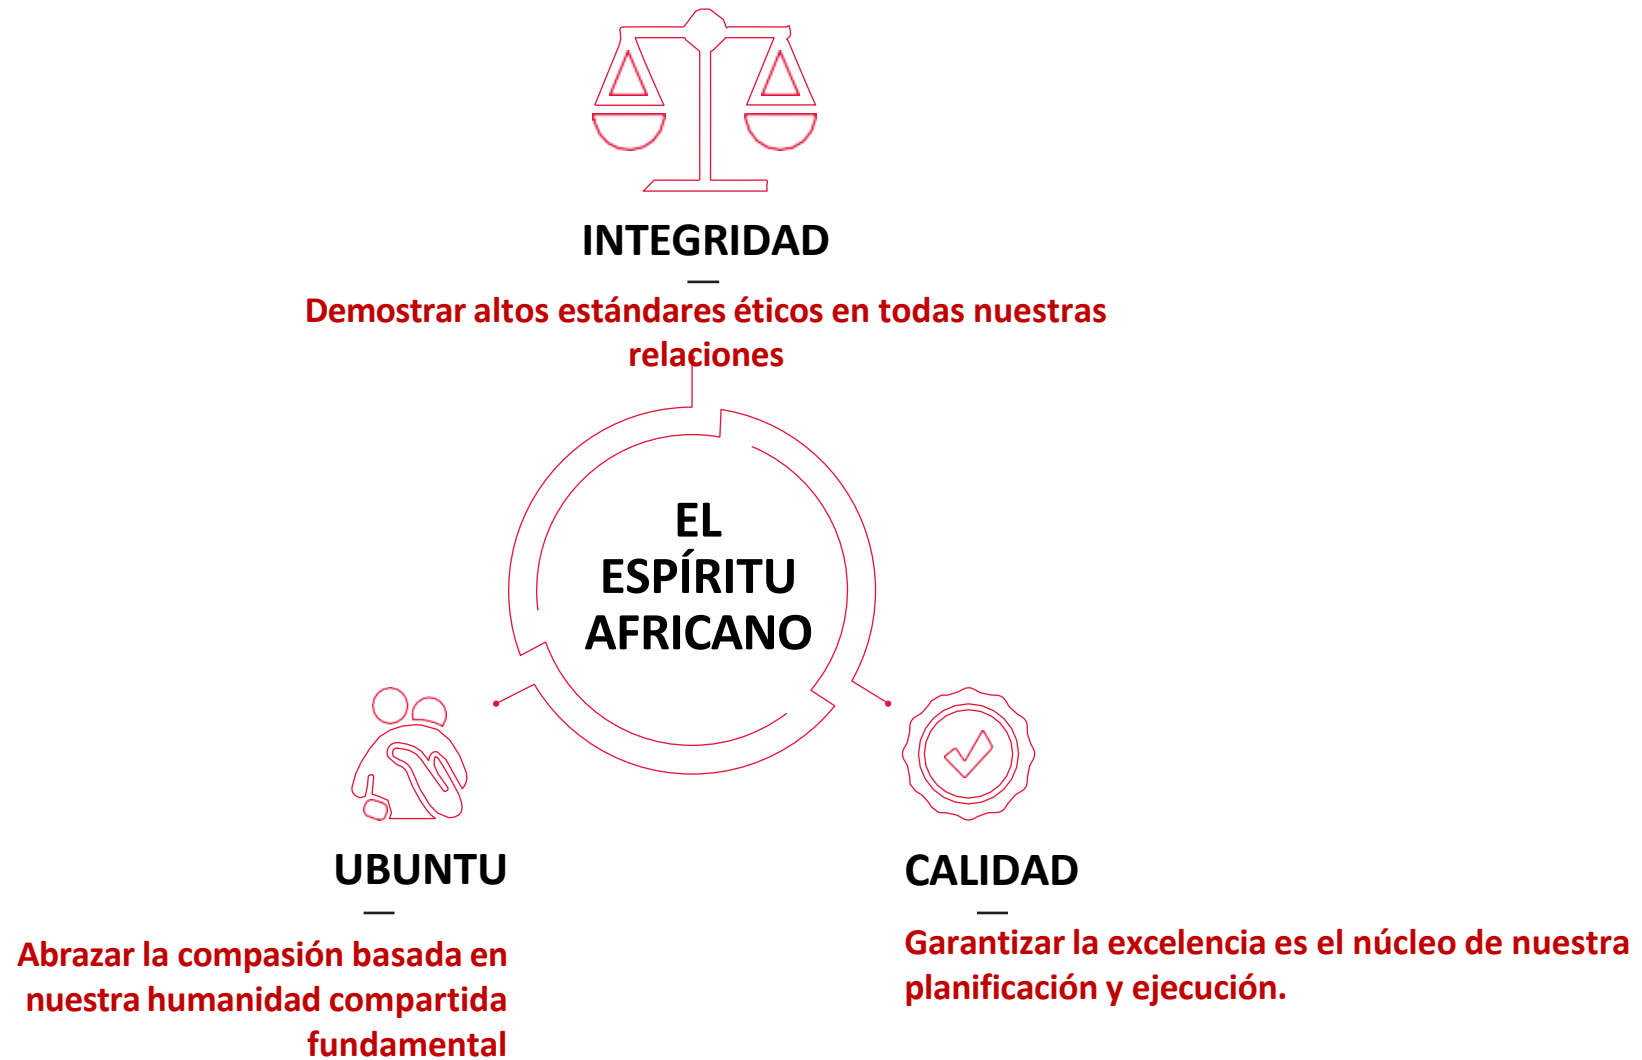 INTEGRIDAD
Demostrar altos estándares éticos en todas nuestras
relaciones
EL
ESPÍRITU
AFRICANO
UBUNTU
Abrazar la compasión basada en
nuestra humanidad compartida
fundamental
CALIDAD
Garantizar la excelencia es el núcleo de nuestra
planificación y ejecución.